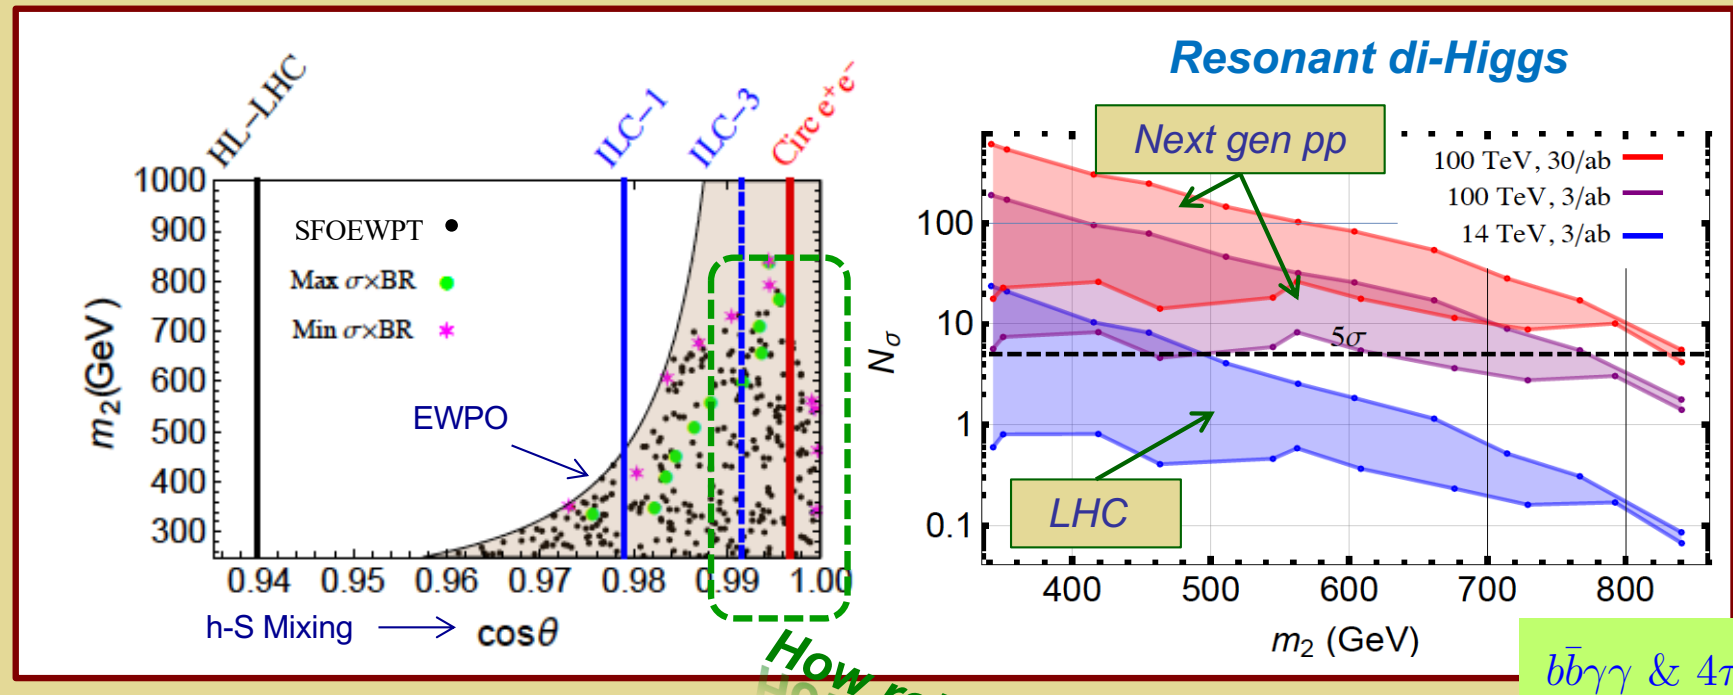 Resonant di-Higgs
HL-LHC
ILC-1
ILC-3
Circ e⁺e⁻
1000
900
800
700
600
500
400
300
m₂(GeV)
SFOEWPT
Max σ×BR
Min σ×BR
EWPO
0.94 0.95 0.96 0.97 0.98 0.99 1.00
h-S Mixing
cosθ
Next gen pp
100 TeV, 30/ab
100 TeV, 3/ab
14 TeV, 3/ab
100
10
1
0.1
Nσ
5σ
LHC
400 500 600 700 800
m₂ (GeV)
How
bb̄γγ & 4τ